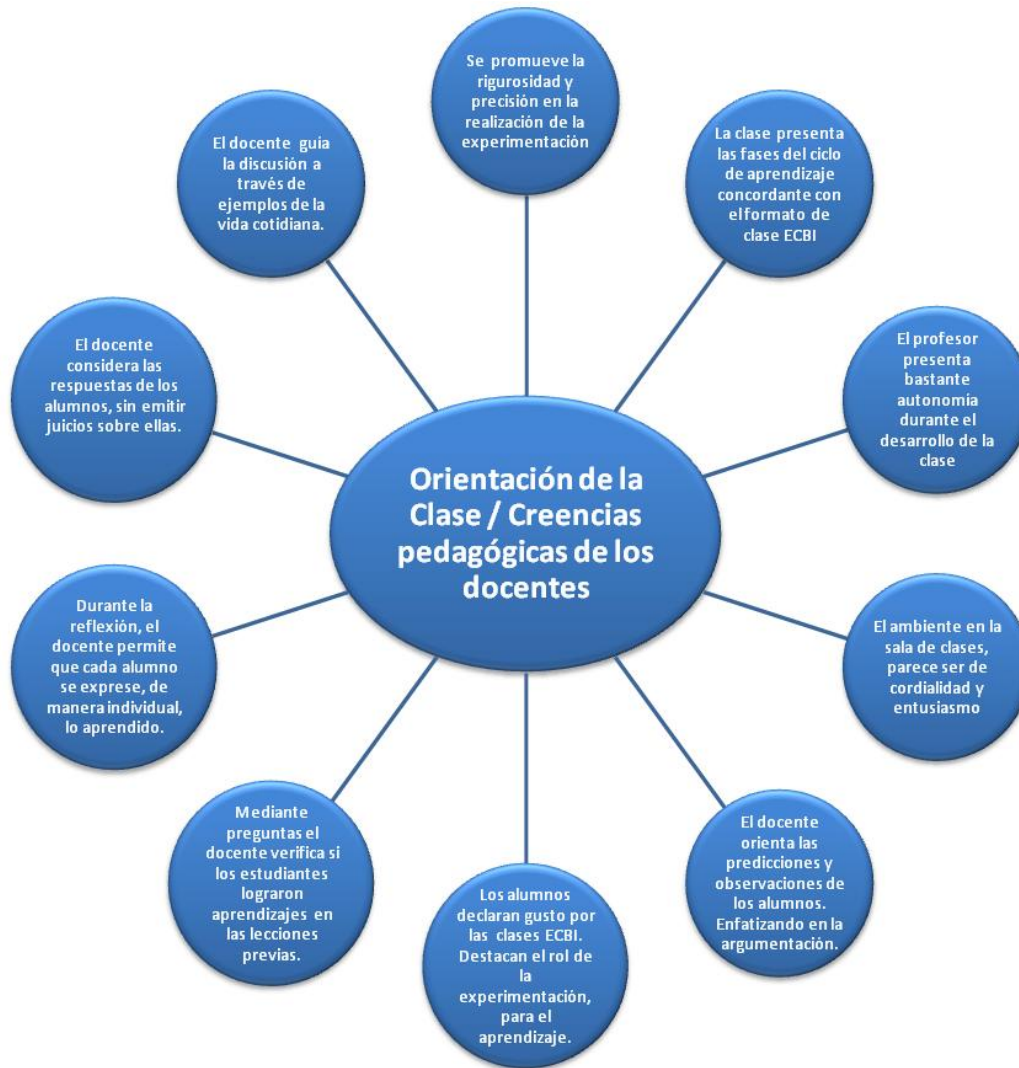 Se promueve la
rigurosidad y
precisión en la
realización de la
experimentación
La clase presenta
las fases del ciclo
de aprendizaje
concordante con
el formato de
clase ECBI
El profesor
presenta
bastante
autonomía
durante el
desarrollo de la
clase
El ambiente en la
sala de clases,
parece ser de
cordialidad y
entusiasmo
El docente
orienta las
predicciones y
observaciones de
los alumnos.
Enfatizando en la
argumentación.
Los alumnos
declaran gusto por
las clases ECBI.
Destacan el rol de
la
experimentación,
para el
aprendizaje.
Mediante
preguntas el
docente verifica si
los estudiantes
lograron
aprendizajes en
las lecciones
previas.
Durante la
reflexión, el
docente permite
que cada alumno
se exprese, de
manera individual,
lo aprendido.
El docente
considera las
respuestas de los
alumnos, sin emitir
juicios sobre ellas.
El docente guía
la discusión a
través de
ejemplos de la
vida cotidiana.
Orientación de la
Clase / Creencias
pedagógicas de los
docentes